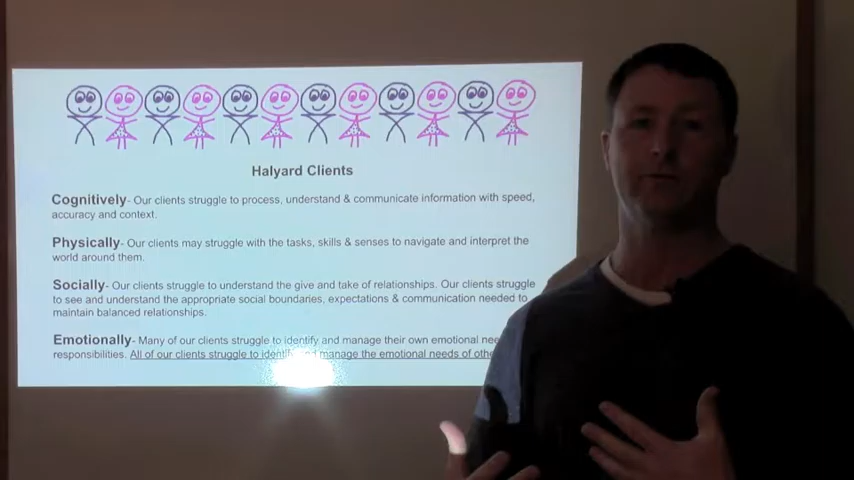 Halyard Clients
Cognitively- Our clients struggle to process, understand & communicate information with speed,
accuracy and context.
Physically- Our clients may struggle with the tasks, skills & senses to navigate and interpret the
world around them.
Socially- Our clients struggle to understand the give and take of relationships. Our clients struggle
to see and understand the appropriate social boundaries, expectations & communication needed to
maintain balanced relationships.
Emotionally- Many of our clients struggle to identify and manage their own emotional
responsibilities. All of our clients struggle to identify and manage the emotional needs of